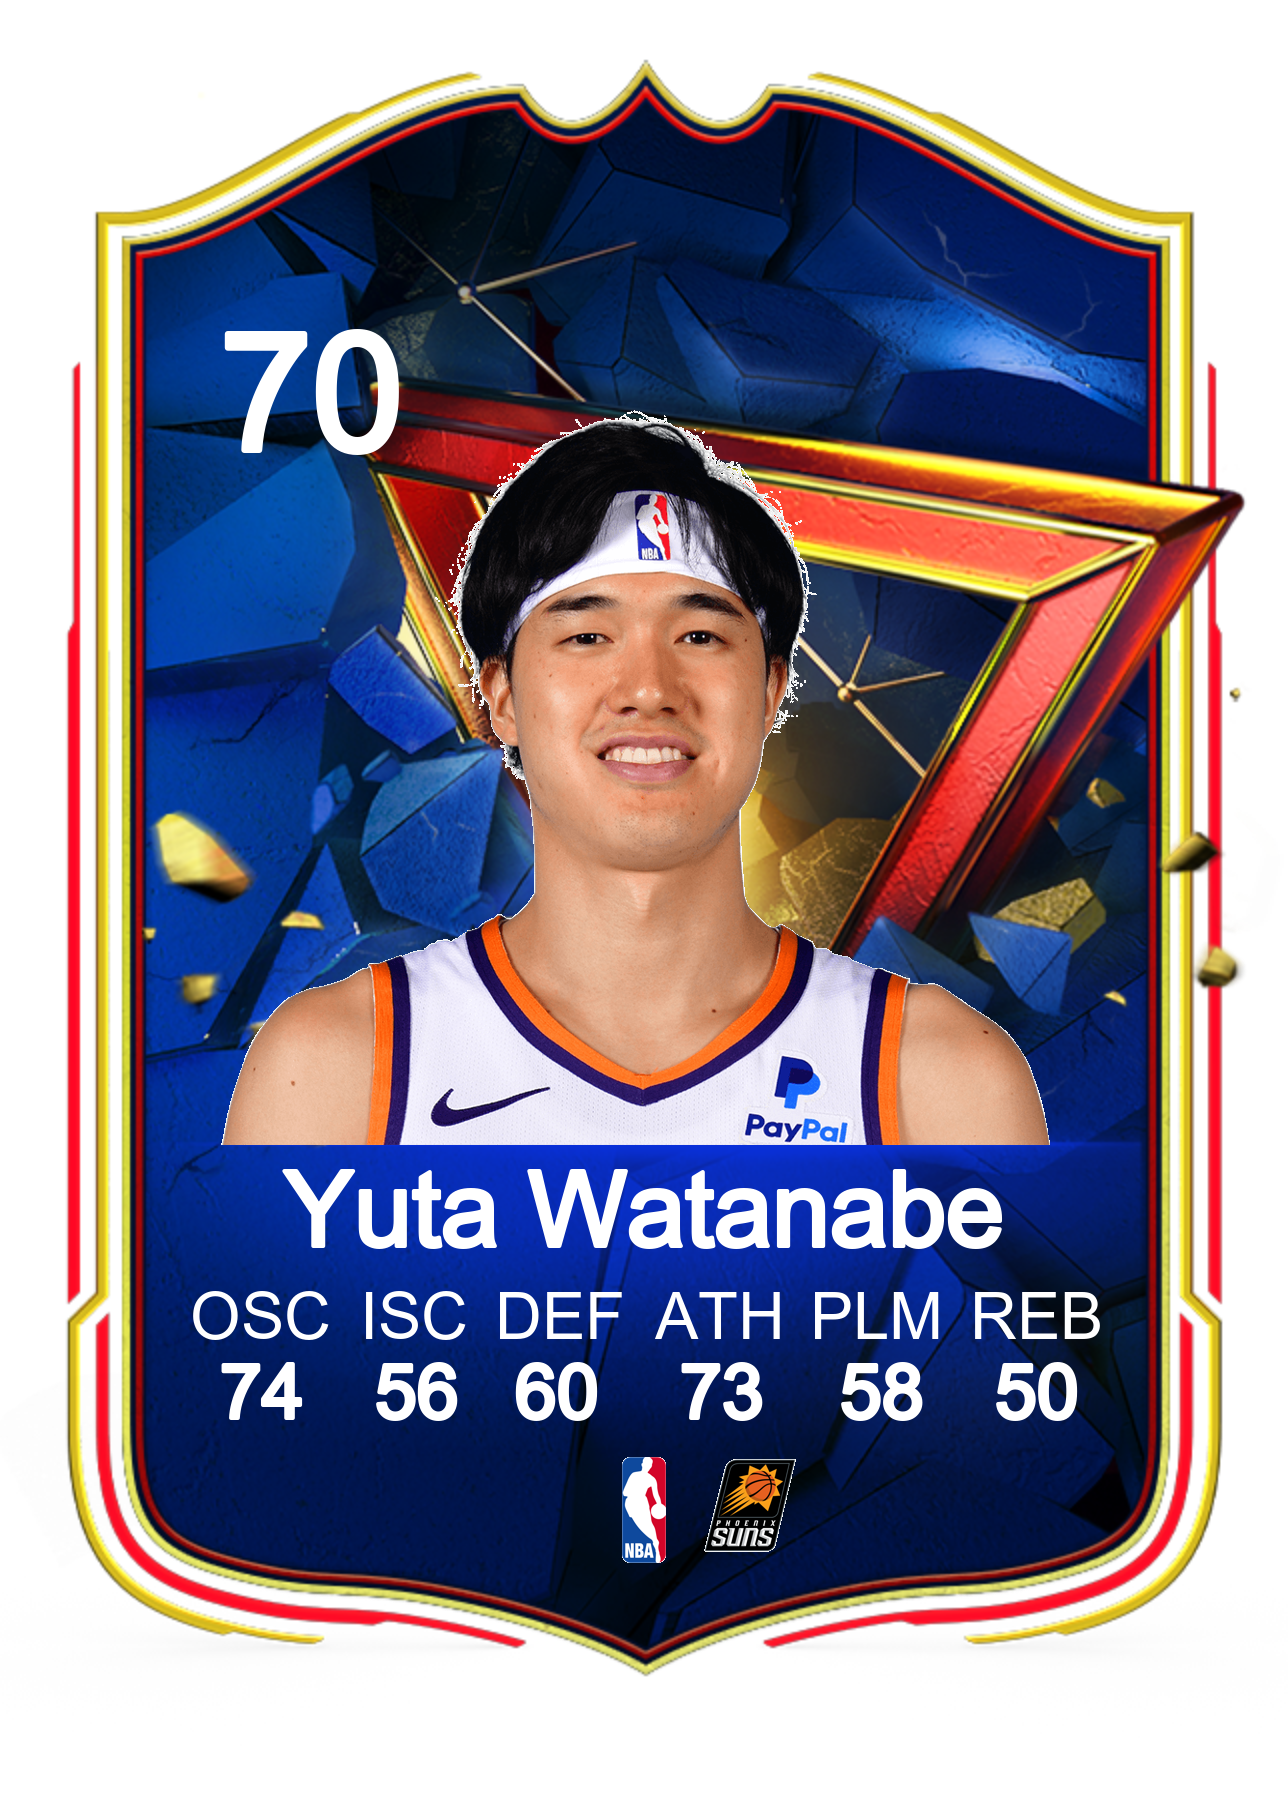 70
NBA
PayPal
Yuta Watanabe
OSC ISC DEF ATH PLM REB
74 56 60 73 58 50
NBA
PHOENIX
SUNS